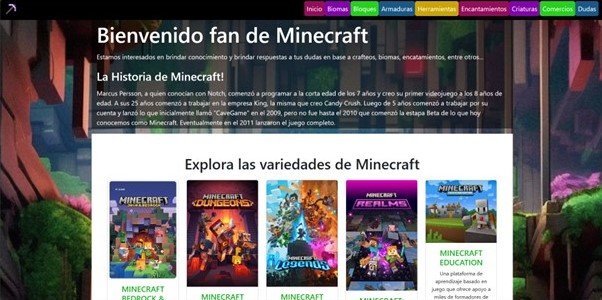 Inicio Biomas Bloques Armaduras Herramientas Encantamientos Criaturas Comercios Dudas
Bienvenido fan de Minecraft
Estamos interesados en brindar conocimiento y brindar respuestas a tus dudas en base a crafteos, biomas, encatamientos, entre otros...
La Historia de Minecraft!
Marcus Persson, a quien conocían con Notch, comenzó a programar a la corta edad de los 7 años y creo su primer videojuego a los 8 años de
edad. A sus 25 años comenzó a trabajar en la empresa King, la misma que creo Candy Crush. Luego de 5 años comenzó a trabajar por su
cuenta y lanzó lo que inicialmente llamó "CaveGame" en el 2009, pero no fue hasta el 2010 que comenzó la estapa Beta de lo que hoy
conocemos como Minecraft. Eventualmente en el 2011 lanzaron el juego completo.
Explora las variedades de Minecraft
MINECRAFT
MINECRAFT
DUNGEONS
MINECRAFT
LEGENDS
MINECRAFT
REALMS
MINECRAFT
MINECRAFT
BEDROCK &
MINECRAFT
MINECRAFT
MINECRAFT
MINECRAFT
EDUCATION
Una plataforma de
aprendizaje basado en
juego que ofrece apoyo a
miles de formadores de